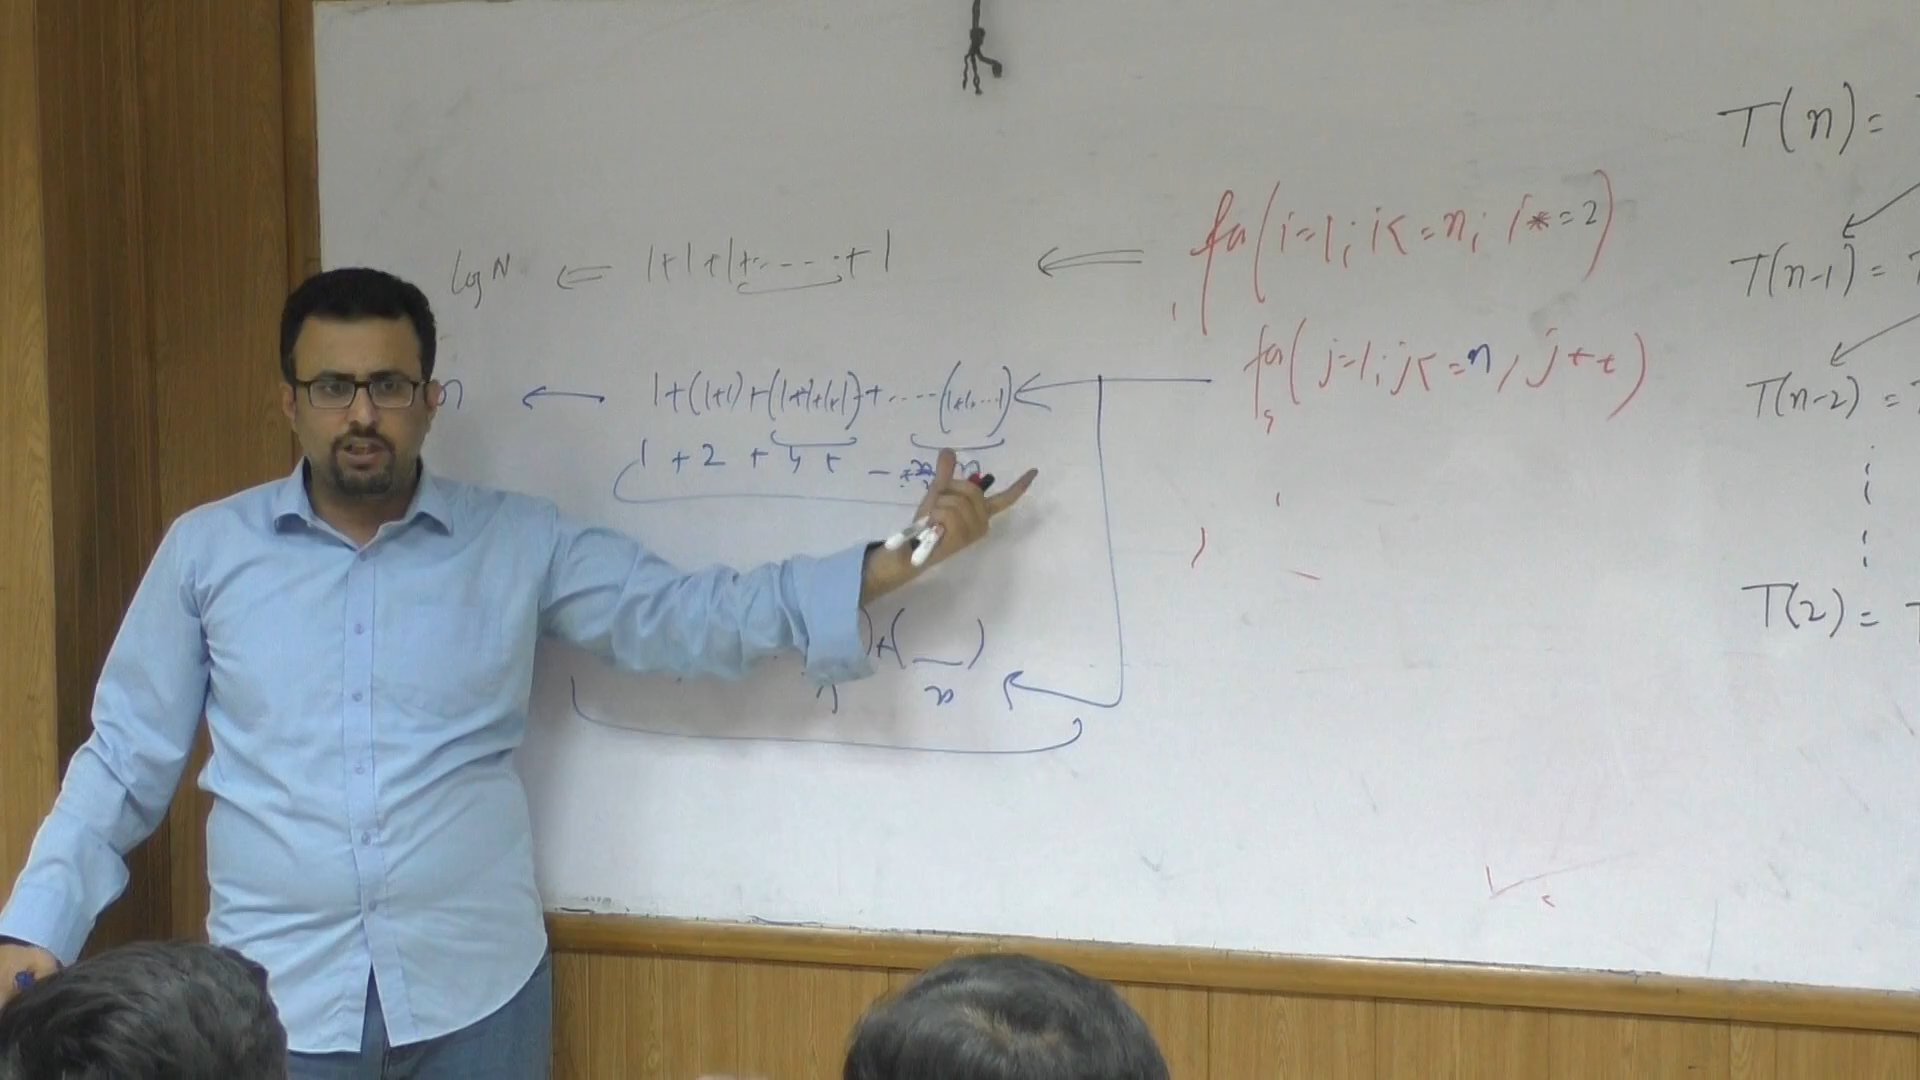 for(i=1; i<=n; i*=2)
log N ⇐ 1+1+1+.......+1 ⇐
for(j=1; j<=n, j++)
n ← 1+(1+1)+(1+1+1+1)+.....(1+1....1) ←
1 + 2 + 4 +
)+(__)
n n
T(n)=
T(n-1)=
T(n-2)=
T(2)=